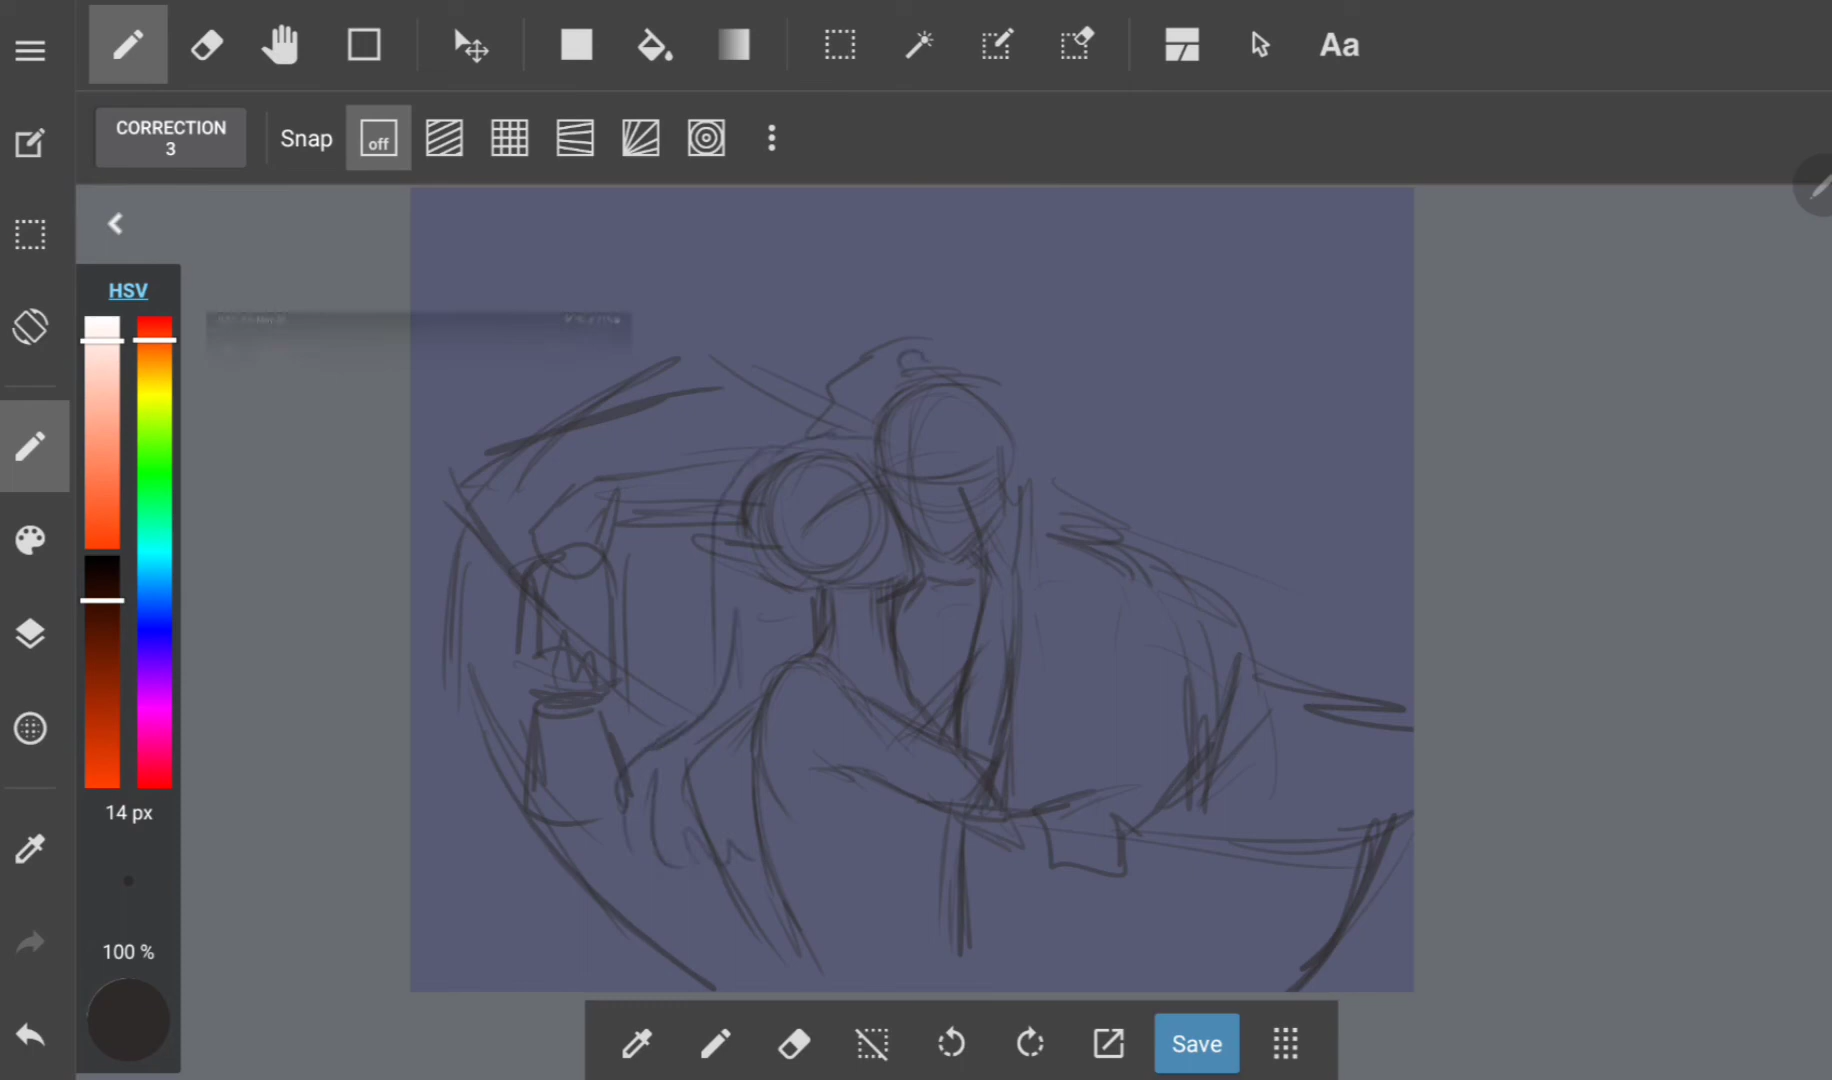 Aa
CORRECTION
3
Snap
off
HSV
14 px
100 %
Save